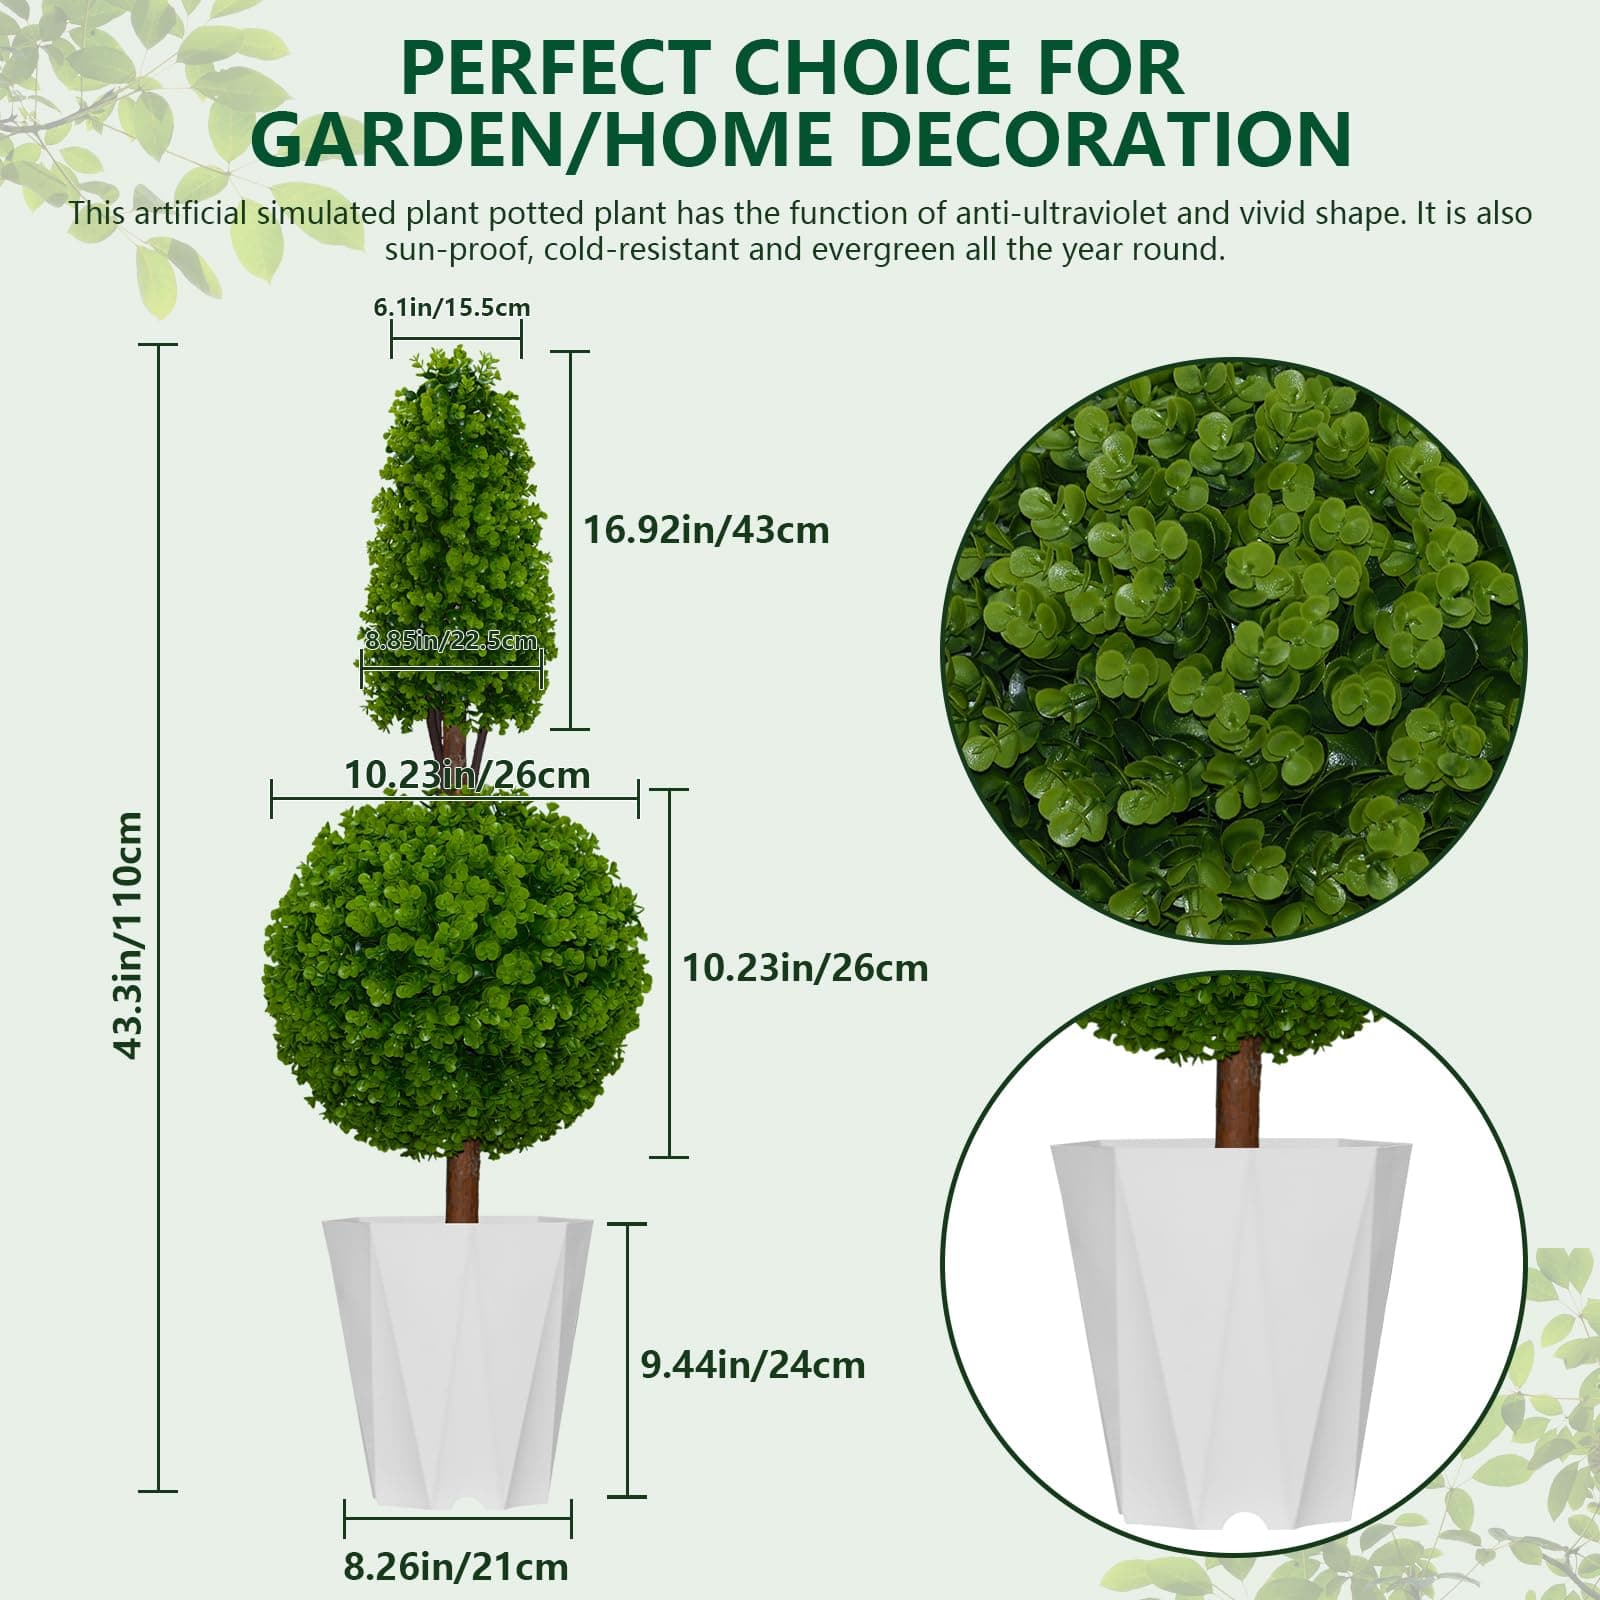 PERFECT CHOICE FOR
GARDEN/HOME DECORATION
This artificial simulated plant potted plant has the function of anti-ultraviolet and vivid shape. It is also
sun-proof, cold-resistant and evergreen all the year round.
6.1in/15.5cm
16.92in/43cm
8.85in/22.5cm
10.23in/26cm
43.3in/110cm
10.23in/26cm
9.44in/24cm
8.26in/21cm